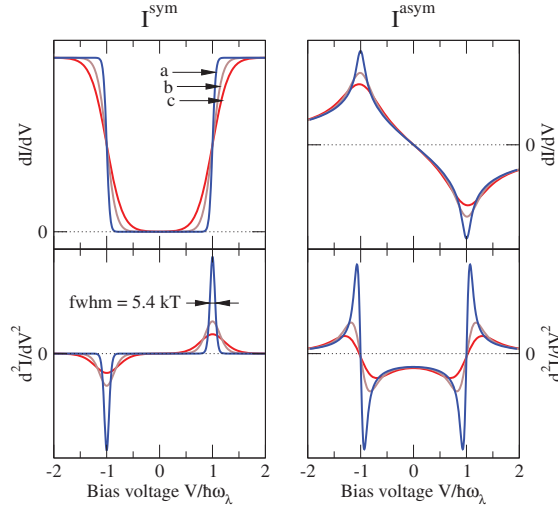 I^sym
I^asym
dI/dV
a
b
c
0
0
dI/dV
d²I/dV²
fwhm = 5.4 kT
0
0
d²I/dV²
-2 -1 0 1 2
-2 -1 0 1 2
Bias voltage V/ħω_λ
Bias voltage V/ħω_λ